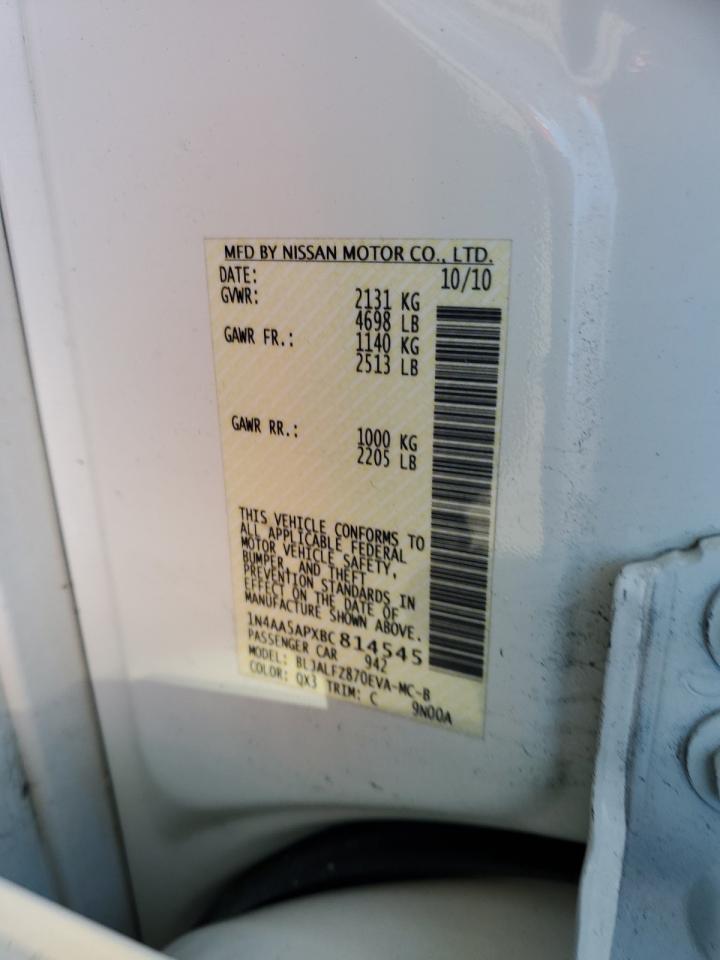 MFD BY NISSAN MOTOR CO., LTD.
DATE: 10/10
GVWR: 2131 KG
4698 LB
GAWR FR.: 1140 KG
2513 LB
GAWR RR.: 1000 KG
2205 LB
THIS VEHICLE CONFORMS TO
ALL APPLICABLE FEDERAL
MOTOR VEHICLE SAFETY,
BUMPER, AND THEFT
PREVENTION STANDARDS IN
EFFECT ON THE DATE OF
MANUFACTURE SHOWN ABOVE.
1N4AA5APXBC814545
PASSENGER CAR 942
MODEL: BLJALFZ870EVA-MC-B
COLOR: QX3 TRIM: C 9N00A